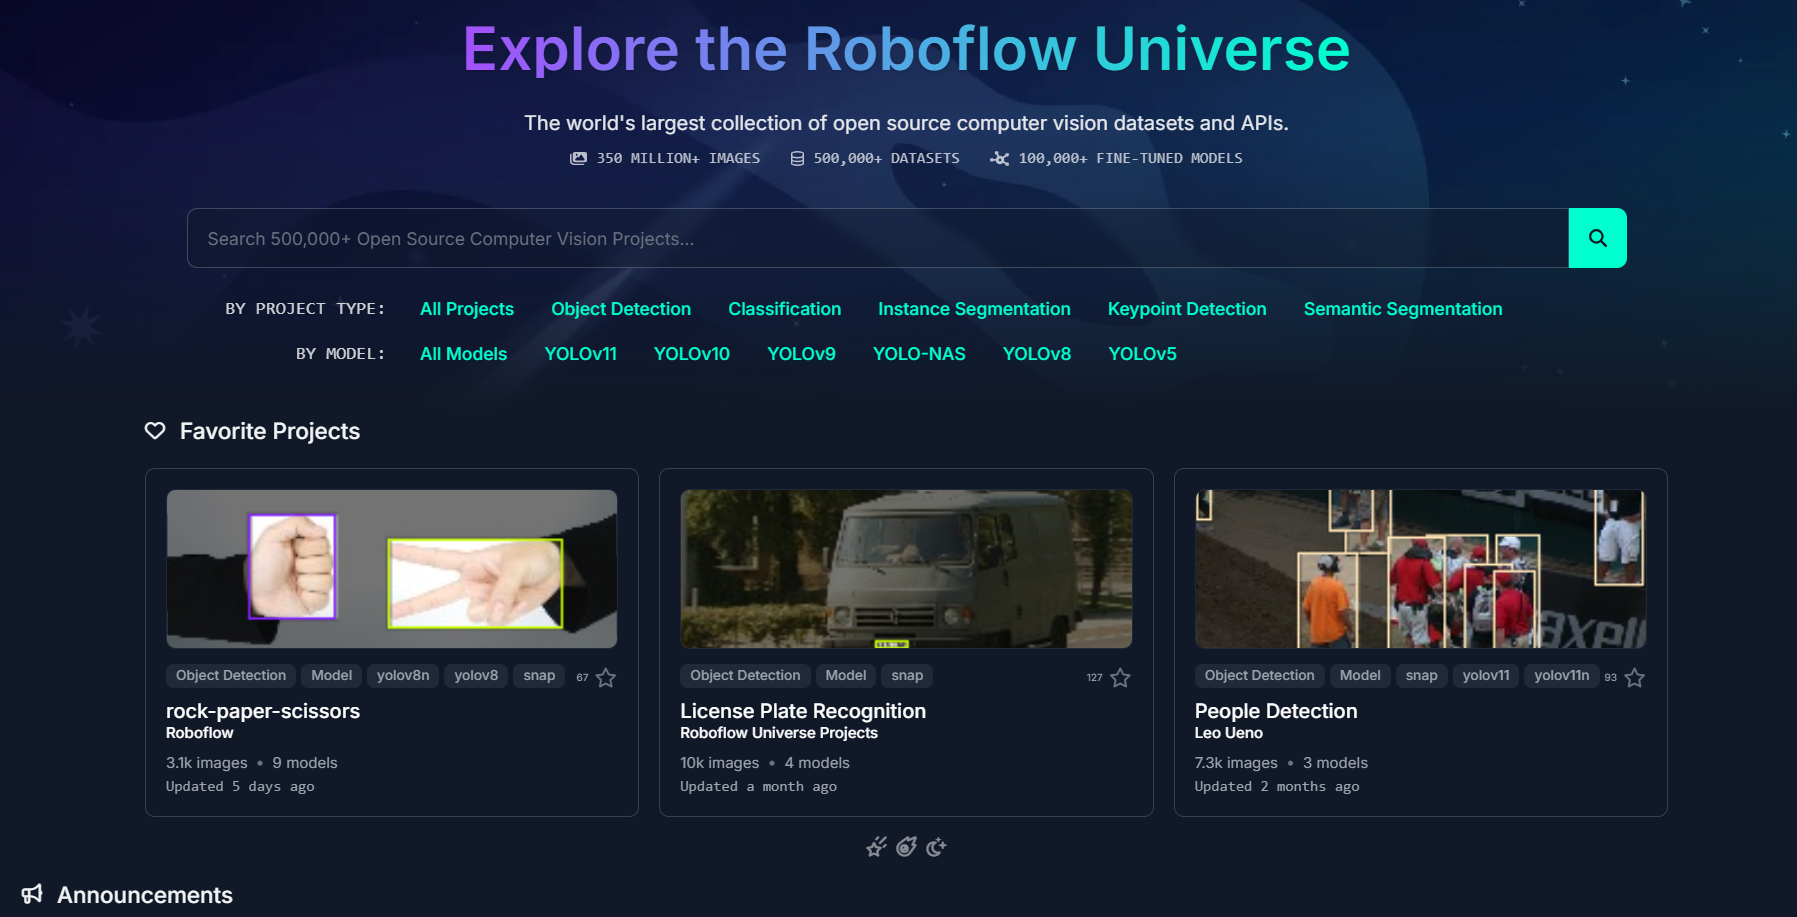 Explore the Roboflow Universe
The world's largest collection of open source computer vision datasets and APIs.
350 MILLION+ IMAGES 500,000+ DATASETS 100,000+ FINE-TUNED MODELS
Search 500,000+ Open Source Computer Vision Projects...
BY PROJECT TYPE: All Projects Object Detection Classification Instance Segmentation Keypoint Detection Semantic Segmentation
BY MODEL: All Models YOLOv11 YOLOv10 YOLOv9 YOLO-NAS YOLOv8 YOLOv5
Favorite Projects
Object Detection Model yolov8n yolov8 snap 67
rock-paper-scissors
Roboflow
3.1k images • 9 models
Updated 5 days ago
Object Detection Model snap 127
License Plate Recognition
Roboflow Universe Projects
10k images • 4 models
Updated a month ago
Object Detection Model snap yolov11 yolov11n 93
People Detection
Leo Ueno
7.3k images • 3 models
Updated 2 months ago
Announcements